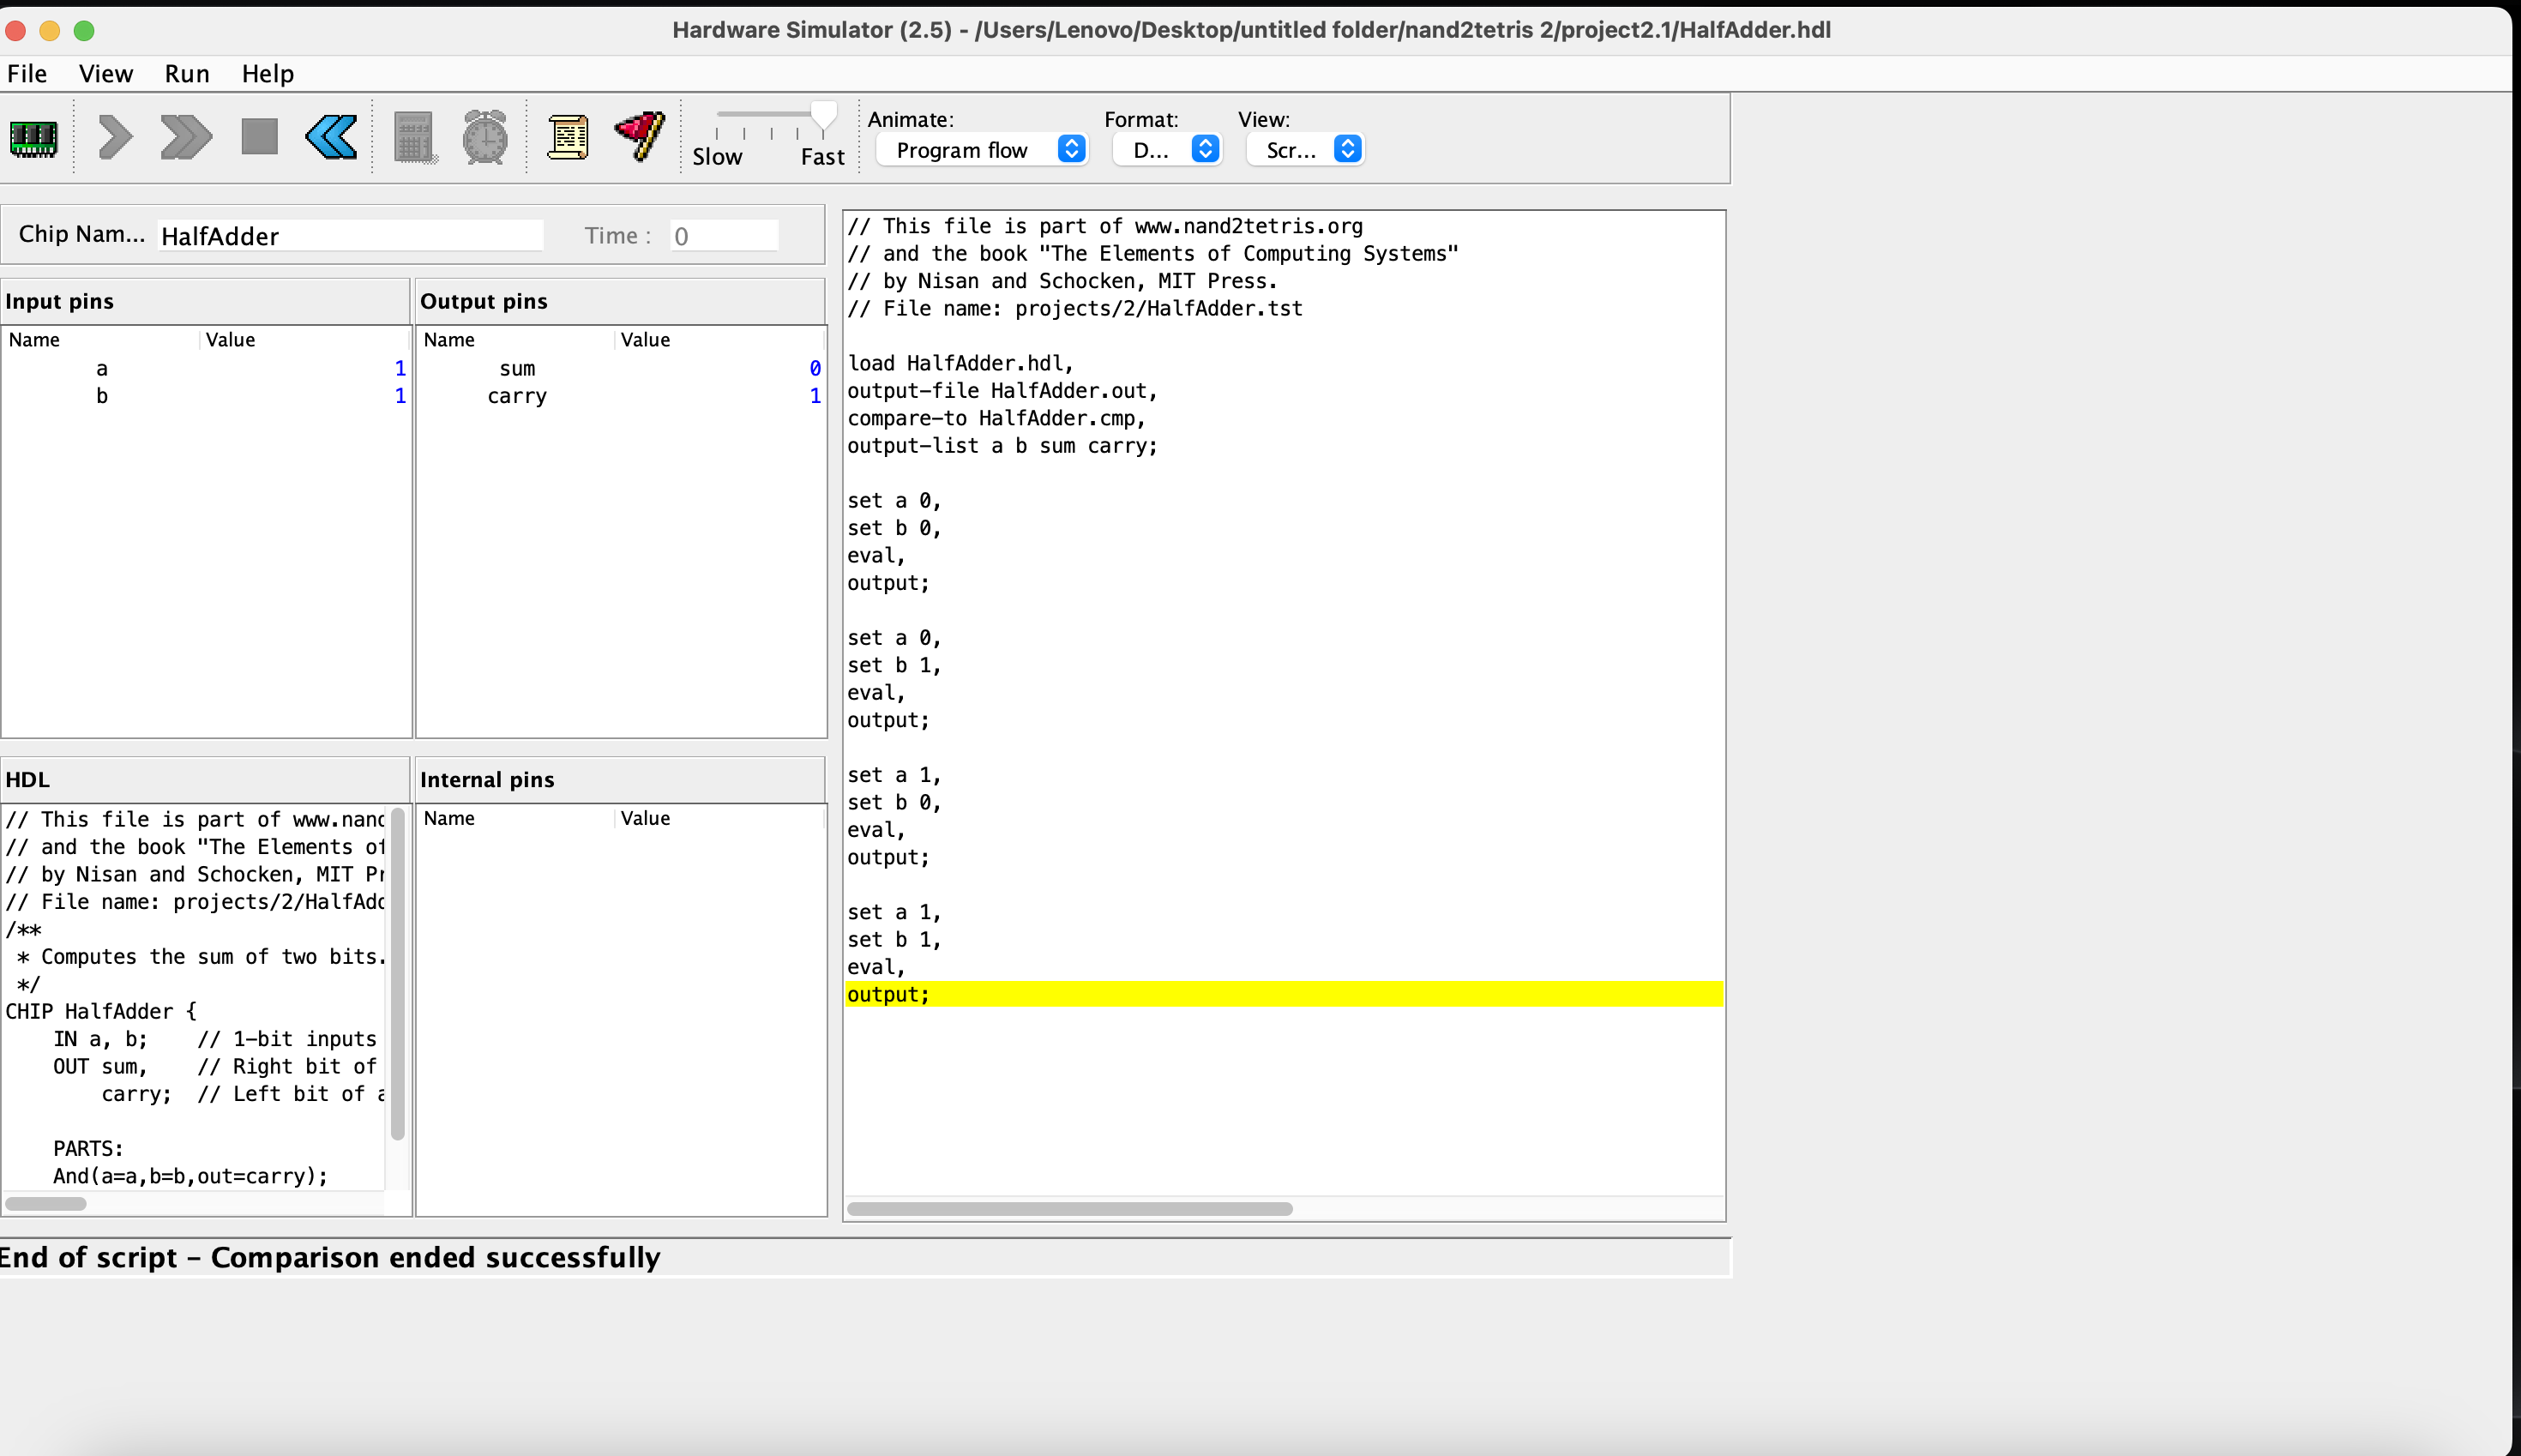 Hardware Simulator (2.5) - /Users/Lenovo/Desktop/untitled folder/nand2tetris 2/project2.1/HalfAdder.hdl
File View Run Help
Slow Fast
Animate: Format: View:
Program flow D... Scr...
Chip Nam... HalfAdder Time : 0
Input pins
Name Value
a 1
b 1
Output pins
Name Value
sum 0
carry 1
HDL
// This file is part of www.nand
// and the book "The Elements of
// by Nisan and Schocken, MIT Pr
// File name: projects/2/HalfAdd
/**
 * Computes the sum of two bits.
 */
CHIP HalfAdder {
    IN a, b;    // 1-bit inputs
    OUT sum,    // Right bit of
        carry;  // Left bit of a
    PARTS:
    And(a=a,b=b,out=carry);
Internal pins
Name Value
// This file is part of www.nand2tetris.org
// and the book "The Elements of Computing Systems"
// by Nisan and Schocken, MIT Press.
// File name: projects/2/HalfAdder.tst
load HalfAdder.hdl,
output-file HalfAdder.out,
compare-to HalfAdder.cmp,
output-list a b sum carry;
set a 0,
set b 0,
eval,
output;
set a 0,
set b 1,
eval,
output;
set a 1,
set b 0,
eval,
output;
set a 1,
set b 1,
eval,
output;
End of script - Comparison ended successfully